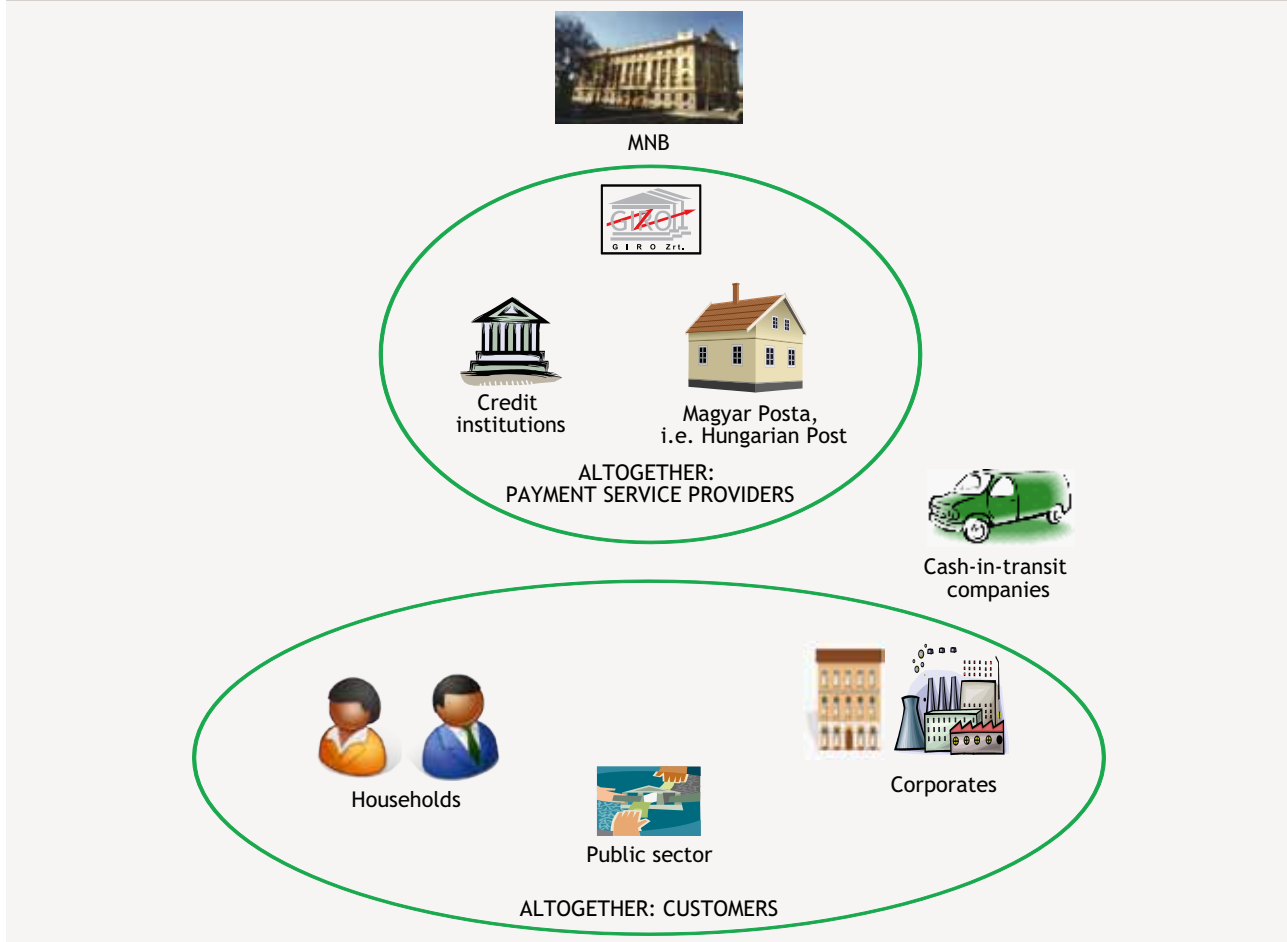 MNB
GIRO
GIRO Zrt.
Credit
institutions
Magyar Posta,
i.e. Hungarian Post
ALTOGETHER:
PAYMENT SERVICE PROVIDERS
Cash-in-transit
companies
Households
Corporates
Public sector
ALTOGETHER: CUSTOMERS